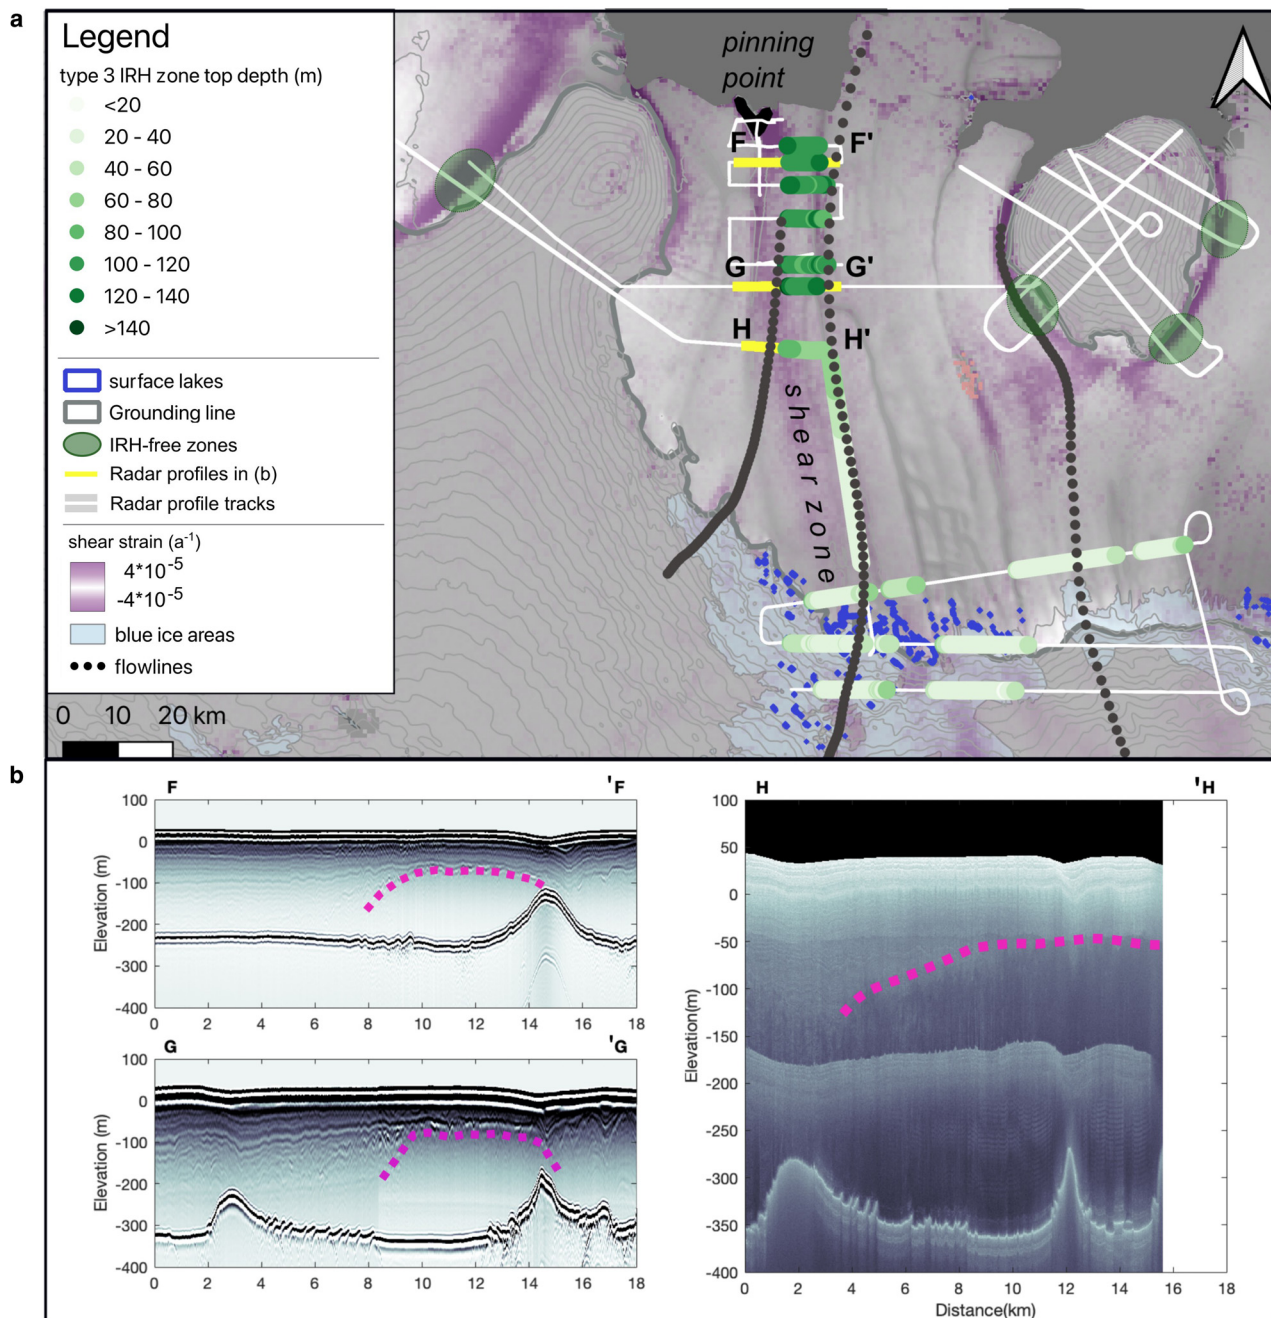 a
Legend
type 3 IRH zone top depth (m)
<20
20 - 40
40 - 60
60 - 80
80 - 100
100 - 120
120 - 140
>140
surface lakes
Grounding line
IRH-free zones
Radar profiles in (b)
Radar profile tracks
shear strain (a-1)
4*10-5
-4*10-5
blue ice areas
flowlines
0 10 20 km
pinning
point
F F'
G G'
H H'
shear zone
b
F 'F
Elevation (m)
100
0
-100
-200
-300
-400
0 2 4 6 8 10 12 14 16 18
G 'G
Elevation (m)
100
0
-100
-200
-300
-400
0 2 4 6 8 10 12 14 16 18
H 'H
Elevation(m)
100
50
0
-50
-100
-150
-200
-250
-300
-350
-400
0 2 4 6 8 10 12 14 16 18
Distance(km)